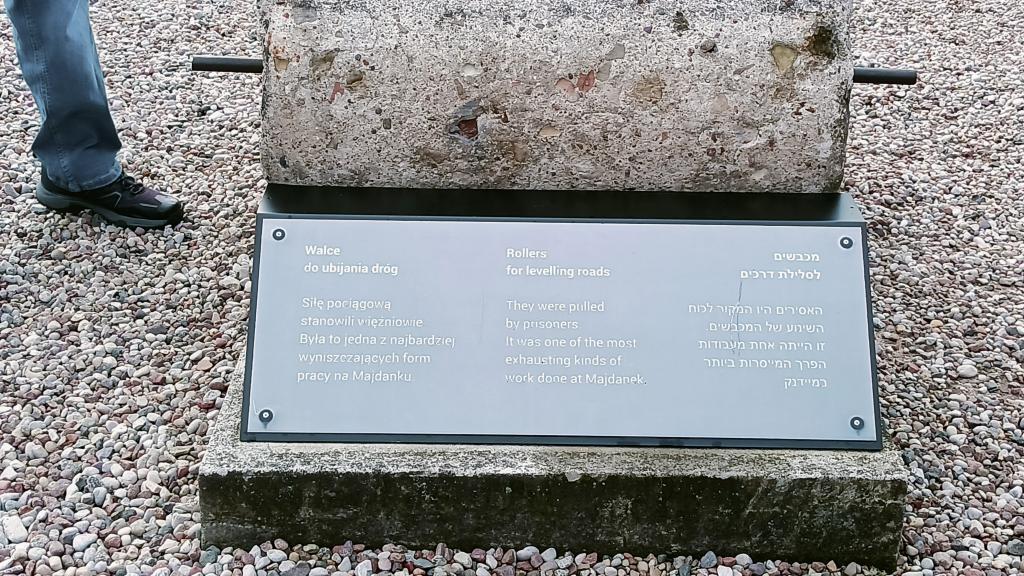 Walce
do ubijania dróg
Siłę pociągową
stanowili więźniowie.
Była to jedna z najbardziej
wyniszczających form
pracy na Majdanku.
Rollers
for levelling roads
They were pulled
by prisoners.
It was one of the most
exhausting kinds of
work done at Majdanek.
מכבשים
לסלילת דרכים
האסירים היו המקור לכוח
השינוע של המכבשים
זו הייתה אחת מעבודות
הפרך המייסרות ביותר
במיידנק